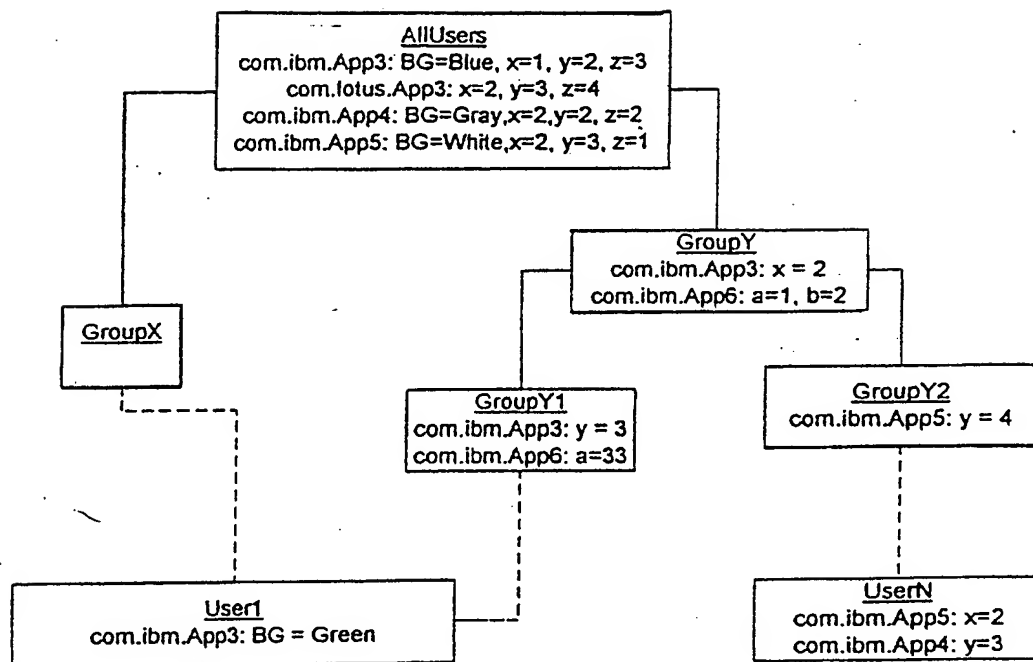 AllUsers
com.ibm.App3: BG=Blue, x=1, y=2, z=3
com.lotus.App3: x=2, y=3, z=4
com.ibm.App4: BG=Gray,x=2,y=2, z=2
com.ibm.App5: BG=White,x=2, y=3, z=1
GroupY
com.ibm.App3: x = 2
com.ibm.App6: a=1, b=2
GroupX
GroupY1
com.ibm.App3: y = 3
com.ibm.App6: a=33
GroupY2
com.ibm.App5: y = 4
User1
com.ibm.App3: BG = Green
UserN
com.ibm.App5: x=2
com.ibm.App4: y=3